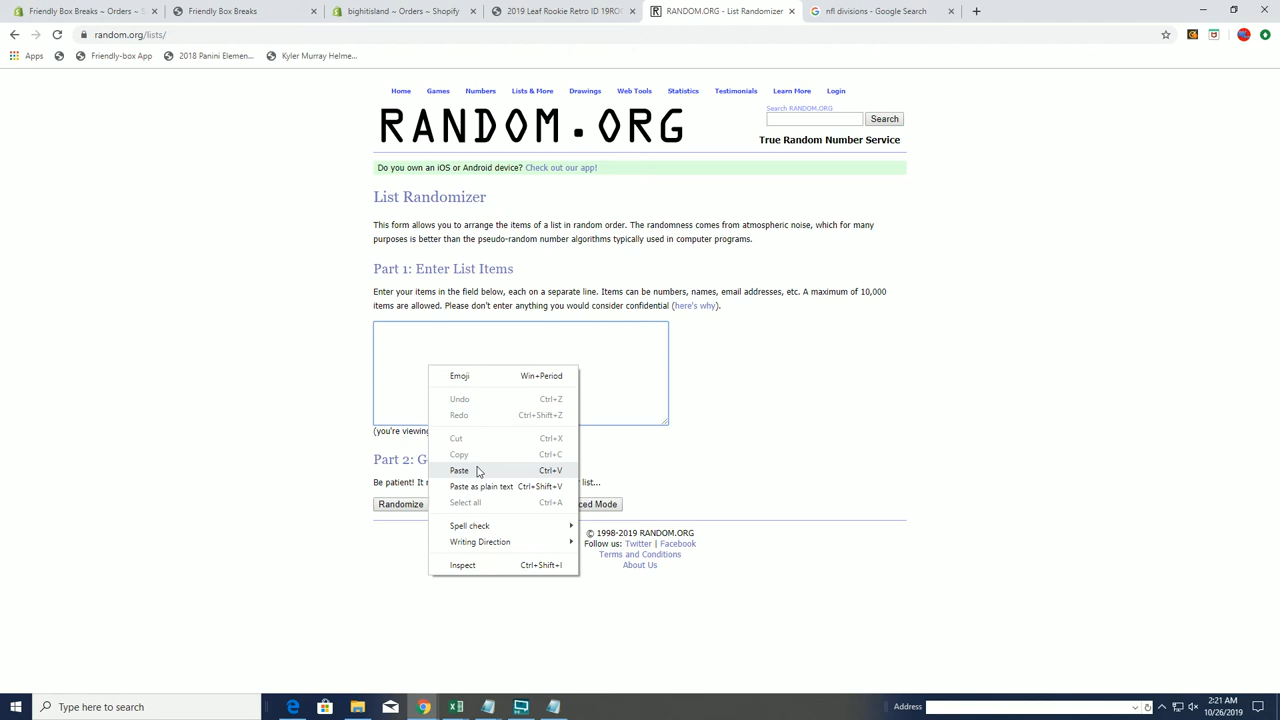 Friendly Box Breaks ~ Orders ~ S
Friendly Box Breaks
bighitisland ~ Orders ~ Shopify
2019 Leaf Rookie Retro ID 19RO
RANDOM.ORG - List Randomizer
nfl divisions - Google Search
random.org/lists/
Apps
Friendly-box App
2018 Panini Elemen...
Kyler Murray Helme...
Home Games Numbers Lists & More Drawings Web Tools Statistics Testimonials Learn More Login
RANDOM.ORG
Search RANDOM.ORG
Search
True Random Number Service
Do you own an iOS or Android device? Check out our app!
List Randomizer
This form allows you to arrange the items of a list in random order. The randomness comes from atmospheric noise, which for many
purposes is better than the pseudo-random number algorithms typically used in computer programs.
Part 1: Enter List Items
Enter your items in the field below, each on a separate line. Items can be numbers, names, email addresses, etc. A maximum of 10,000
items are allowed. Please don't enter anything you would consider confidential (here's why).
Emoji Win+Period
Undo Ctrl+Z
Redo Ctrl+Shift+Z
Cut Ctrl+X
Copy Ctrl+C
Paste Ctrl+V
Paste as plain text Ctrl+Shift+V
Select all Ctrl+A
Spell check
Writing Direction
Inspect Ctrl+Shift+I
(you're viewing
Part 2: G
Be patient! It
list...
Randomize
ced Mode
© 1998-2019 RANDOM.ORG
Follow us: Twitter | Facebook
Terms and Conditions
About Us
Type here to search
Address
2:21 AM
10/26/2019